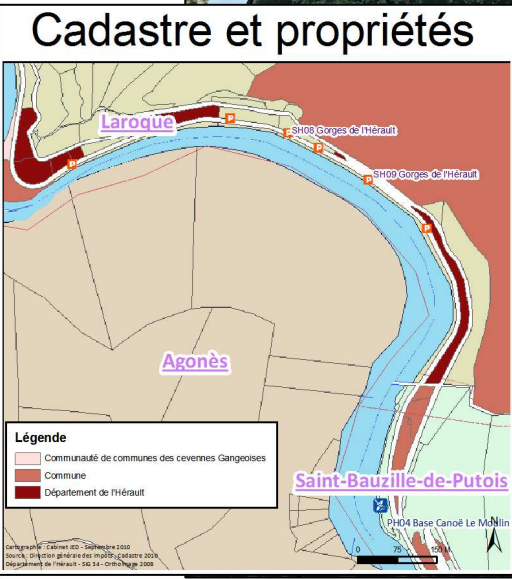 Cadastre et propriétés
Laroque
P
P
P
SH08 Gorges de l'Hérault
P
SH09 Gorges de l'Hérault
P
P
Agonès
Légende
Communauté de communes des cevennes Gangeoises
Commune
Département de l'Hérault
Saint-Bauzille-de-Putois
PH04 Base Canoë Le Moulin
N
0 75 150 M
Cartographie : Cabinet JED - Septembre 2010
Source : Direction générale des impôts - Cadastre 2010
Département de l'Hérault - SIG 34 - Orthoimage 2008